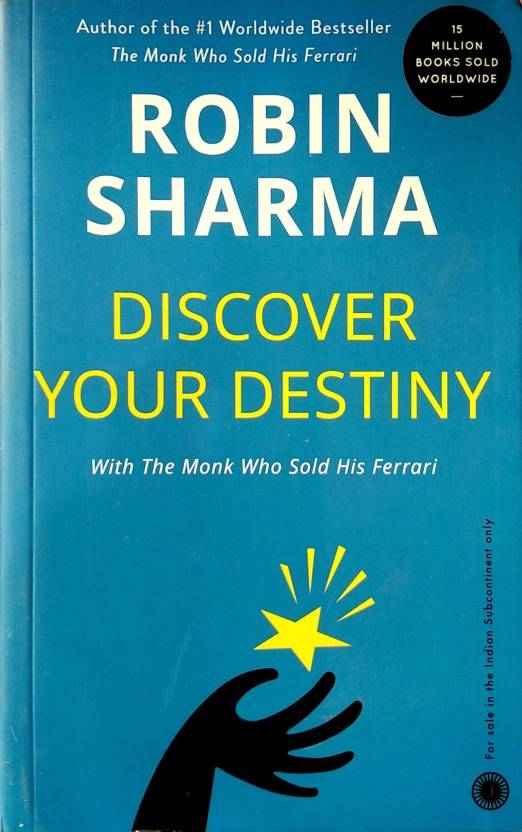 Author of the #1 Worldwide Bestseller
The Monk Who Sold His Ferrari
15
MILLION
BOOKS SOLD
WORLDWIDE
ROBIN
SHARMA
DISCOVER
YOUR DESTINY
With The Monk Who Sold His Ferrari
For sale in the Indian Subcontinent only
J